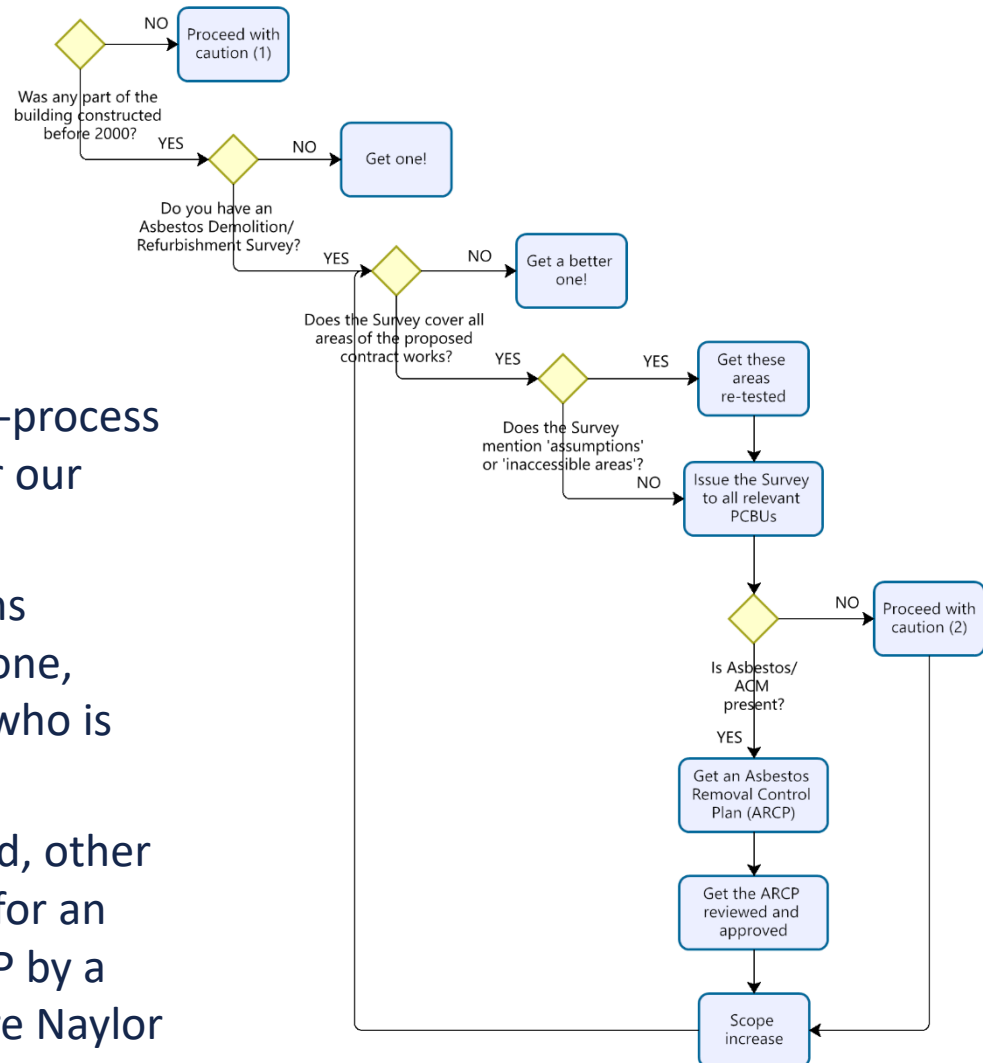 NO
Proceed with
caution (1)
Was any part of the
building constructed
before 2000?
YES
NO
Get one!
Do you have an
Asbestos Demolition/
Refurbishment Survey?
YES
NO
Get a better
one!
Does the Survey cover all
areas of the proposed
contract works?
YES
YES
Get these
areas
re-tested
Does the Survey
mention 'assumptions'
or 'inaccessible areas'?
NO
Issue the Survey
to all relevant
PCBUs
NO
Proceed with
caution (2)
Is Asbestos/
ACM
present?
YES
Get an Asbestos
Removal Control
Plan (ARCP)
Get the ARCP
reviewed and
approved
Scope
increase
-process
our
who is
d, other
for an
P by a
Naylor